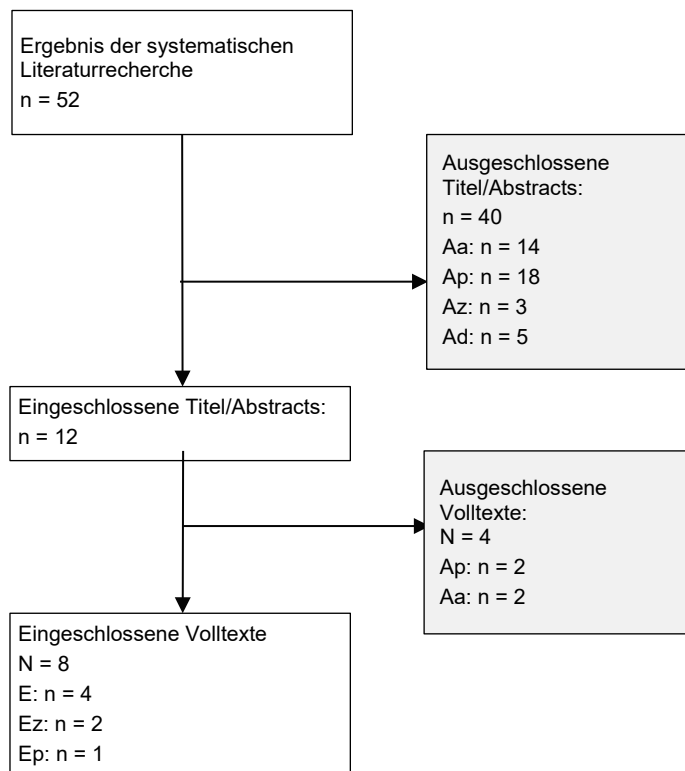 Ergebnis der systematischen
Literaturrecherche
n = 52
Ausgeschlossene
Titel/Abstracts:
n = 40
Aa: n = 14
Ap: n = 18
Az: n = 3
Ad: n = 5
Eingeschlossene Titel/Abstracts:
n = 12
Ausgeschlossene
Volltexte:
N = 4
Ap: n = 2
Aa: n = 2
Eingeschlossene Volltexte
N = 8
E: n = 4
Ez: n = 2
Ep: n = 1